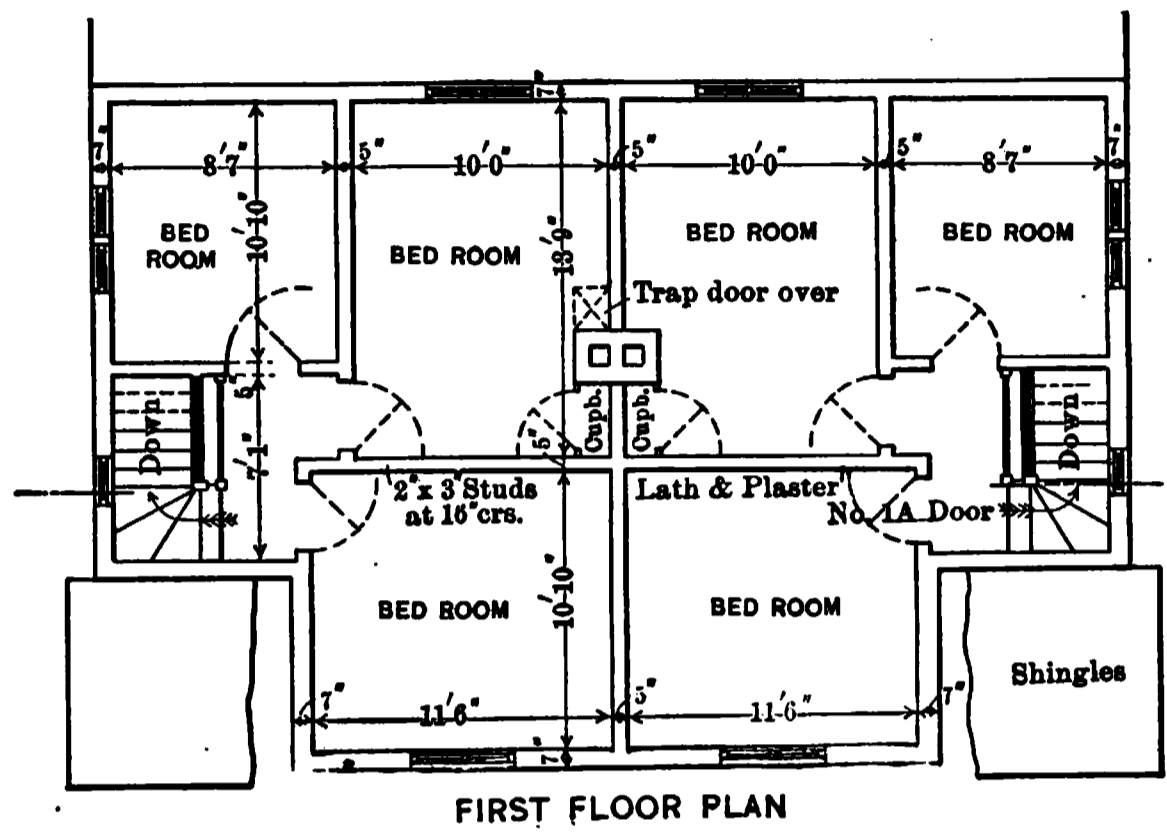 7"
7" 8'7" 5" 10'0" 5" 10'0" 5" 8'7" 7"
10'10"
13'9"
BED
ROOM
BED ROOM
BED ROOM
BED ROOM
Trap door over
5"
7'1"
Down
Cupb.
Cupb.
Down
5"
2"x 3" Studs
at 15"crs.
Lath & Plaster
No. 1A Door
10'10"
BED ROOM
BED ROOM
Shingles
7" 11'6" 5" 11'6" 7"
7"
FIRST FLOOR PLAN